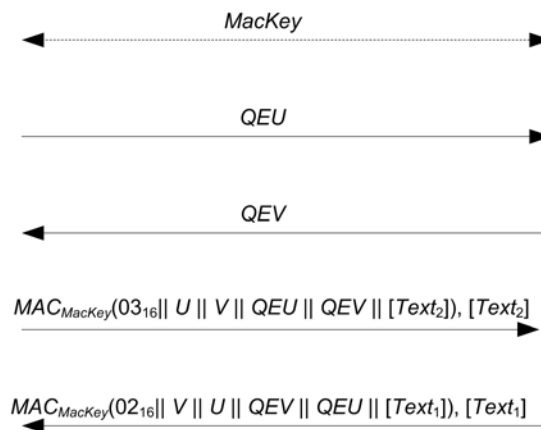 MacKey
QEU
QEV
MAC_MacKey(03₁₆|| U || V || QEU || QEV || [Text₂]), [Text₂]
MAC_MacKey(02₁₆|| V || U || QEV || QEU || [Text₁]), [Text₁]